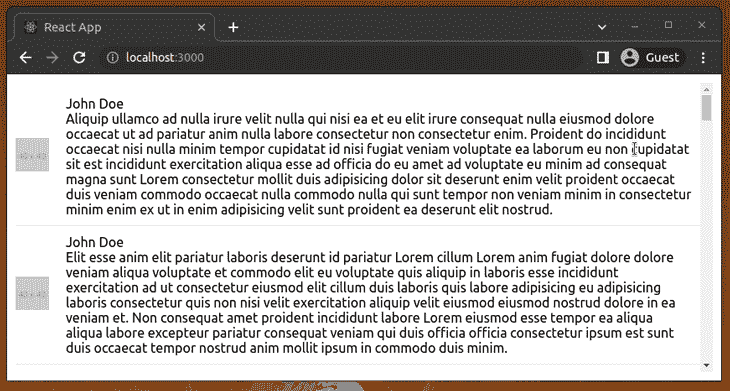 React App
localhost:3000
Guest
John Doe
Aliquip ullamco ad nulla irure velit nulla qui nisi ea et eu elit irure consequat nulla eiusmod dolore
occaecat ut ad pariatur anim nulla labore consectetur non consectetur enim. Proident do incididunt
occaecat nisi nulla minim tempor cupidatat id nisi fugiat veniam voluptate ea laborum eu non cupidatat
sit est incididunt exercitation aliqua esse ad officia do eu amet ad voluptate eu minim ad consequat
magna sunt Lorem consectetur mollit duis adipisicing dolor sit deserunt enim velit proident occaecat
duis veniam commodo occaecat nulla commodo nulla qui sunt tempor non veniam minim in consectetur
minim enim ex ut in enim adipisicing velit sunt proident ea deserunt elit nostrud.
John Doe
Elit esse anim elit pariatur laboris deserunt id pariatur Lorem cillum Lorem anim fugiat dolore dolore
veniam aliqua voluptate et commodo elit eu voluptate quis aliquip in laboris esse incididunt
exercitation ad ut consectetur eiusmod elit cillum duis laboris quis labore adipisicing eu adipisicing
laboris consectetur quis non nisi velit exercitation aliquip velit eiusmod eiusmod nostrud dolore in ea
veniam et. Non consequat amet proident incididunt labore Lorem eiusmod esse tempor ea aliqua
aliqua labore excepteur pariatur consequat veniam qui duis officia officia consectetur ipsum est sunt
duis occaecat tempor nostrud anim mollit ipsum in commodo duis minim.